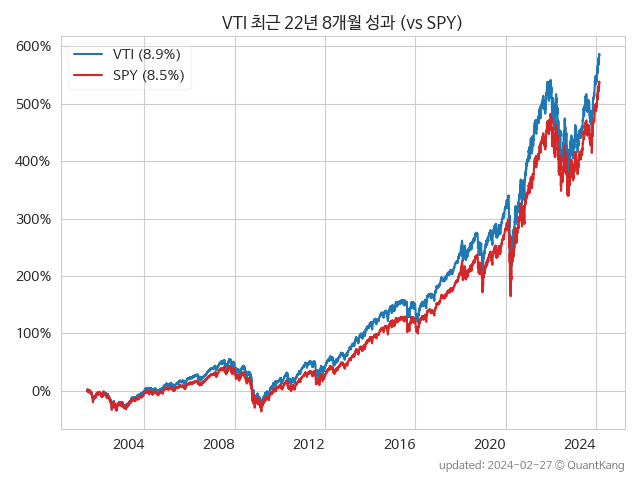 VTI 최근 22년 8개월 성과 (vs SPY)
VTI (8.9%)
SPY (8.5%)
600%
500%
400%
300%
200%
100%
0%
2004 2008 2012 2016 2020 2024
updated: 2024-02-27 © QuantKang